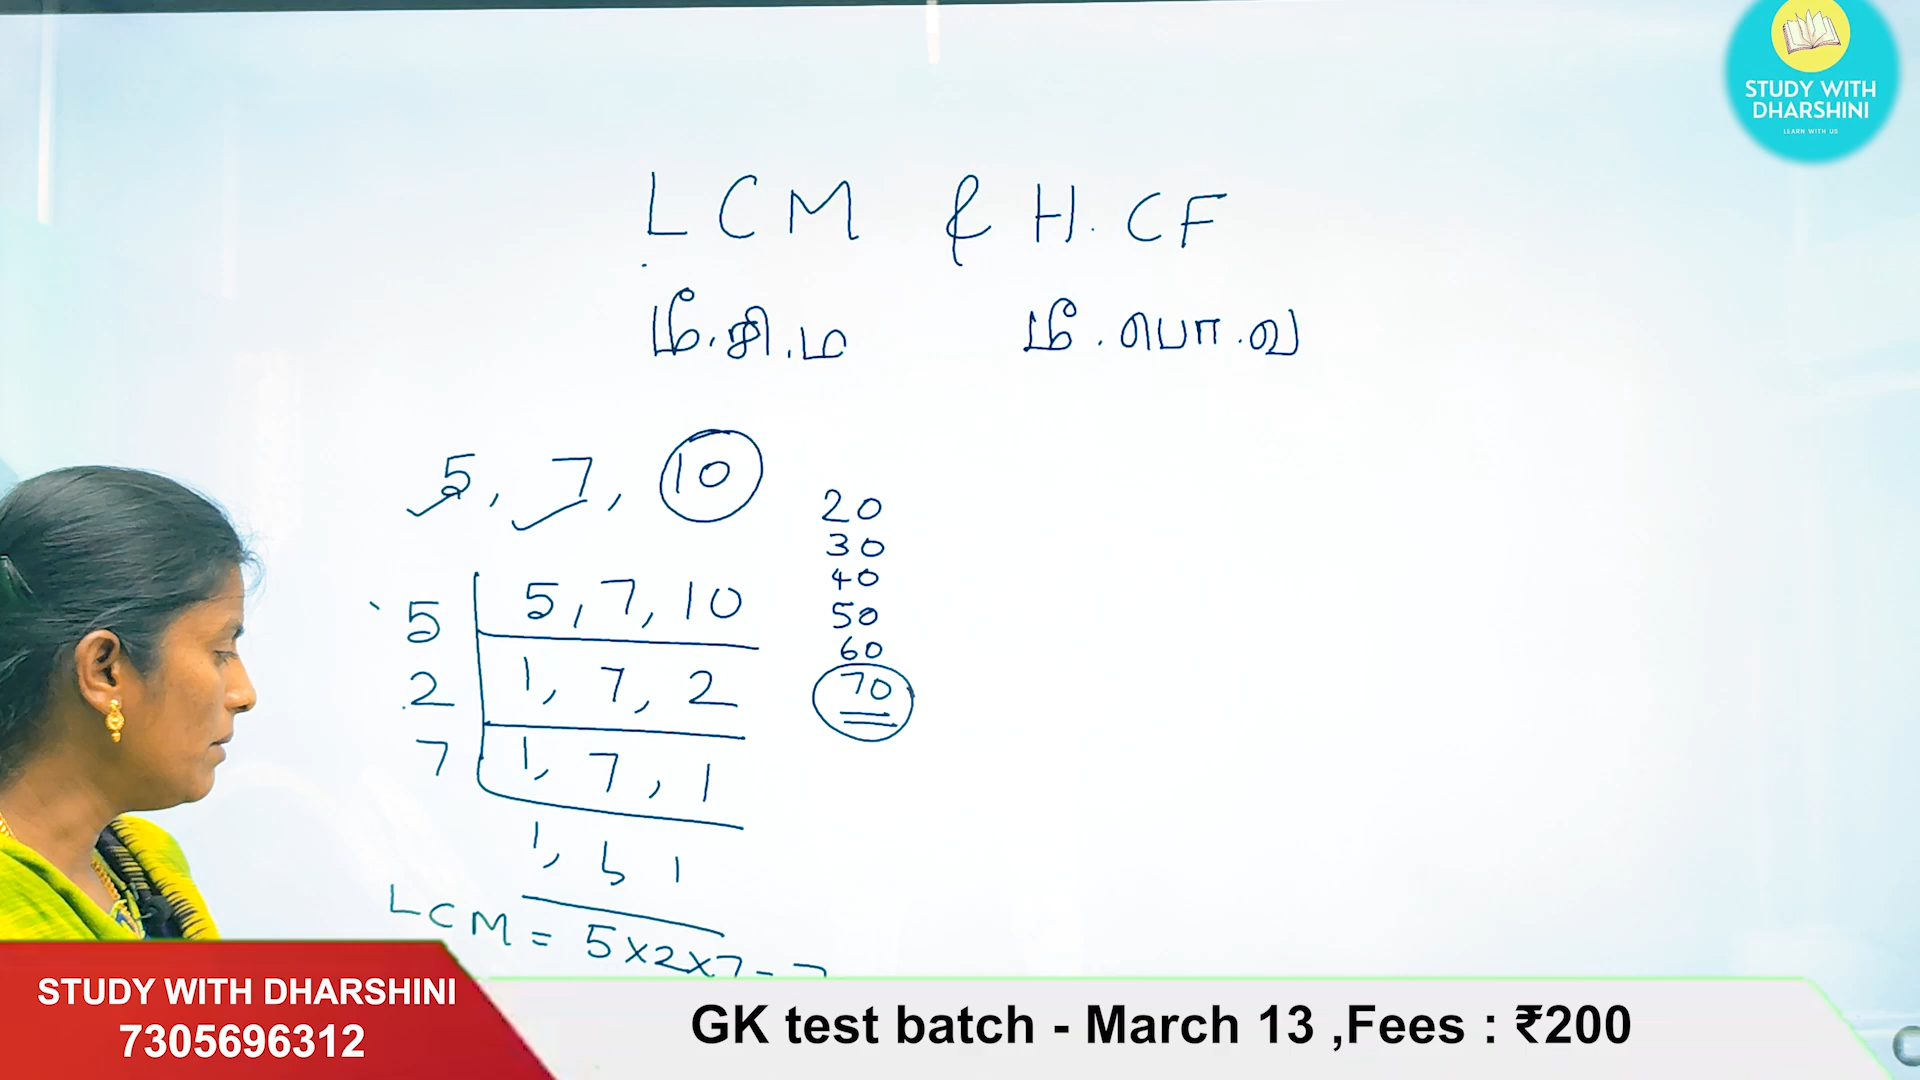 STUDY WITH
DHARSHINI
LEARN WITH US
LCM & H.CF
மீ.சி.ம மீ.பொ.வ
5, 7, 10
20
30
40
50
60
70
5 5, 7, 10
2 1, 7, 2
7 1, 7, 1
1, 1, 1
LCM = 5×2×7 =
STUDY WITH DHARSHINI
7305696312
GK test batch - March 13 ,Fees : ₹200